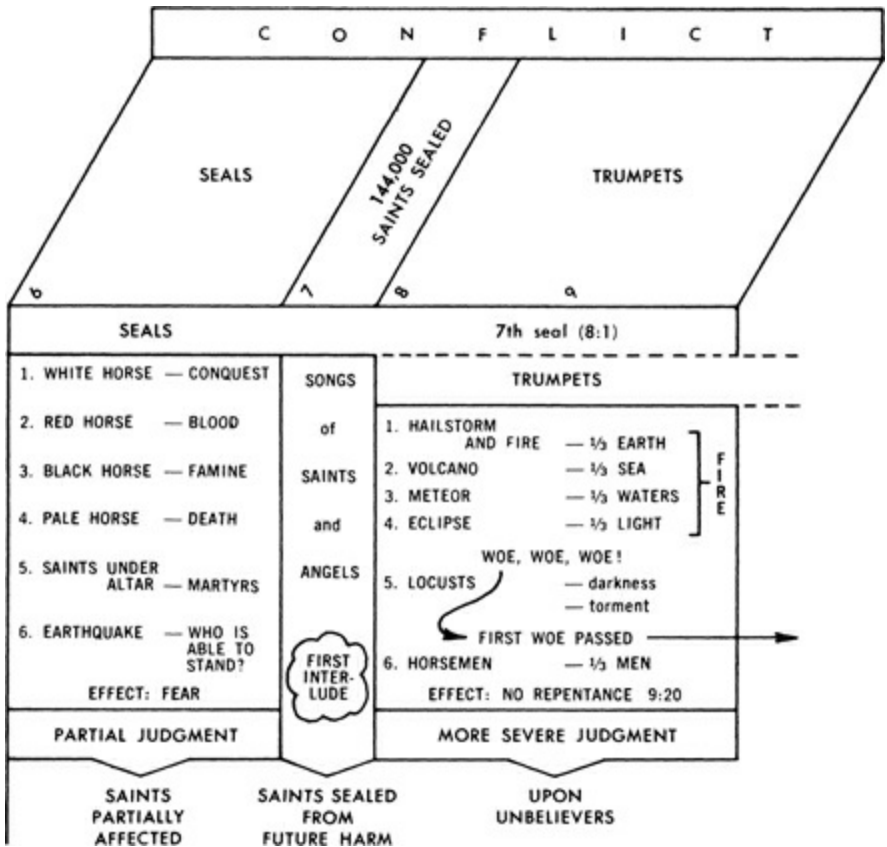 CONFLICT
SEALS
144,000
SAINTS SEALED
TRUMPETS
6
7
8
9
SEALS
7th seal (8:1)
1. WHITE HORSE — CONQUEST
2. RED HORSE — BLOOD
3. BLACK HORSE — FAMINE
4. PALE HORSE — DEATH
5. SAINTS UNDER
ALTAR — MARTYRS
6. EARTHQUAKE — WHO IS
ABLE TO
STAND?
EFFECT: FEAR
SONGS
of
SAINTS
and
ANGELS
FIRST
INTER-
LUDE
TRUMPETS
1. HAILSTORM
AND FIRE — 1/3 EARTH
2. VOLCANO — 1/3 SEA
3. METEOR — 1/3 WATERS
4. ECLIPSE — 1/3 LIGHT
FIRE
WOE, WOE, WOE!
5. LOCUSTS — darkness
— torment
FIRST WOE PASSED
6. HORSEMEN — 1/3 MEN
EFFECT: NO REPENTANCE 9:20
PARTIAL JUDGMENT
MORE SEVERE JUDGMENT
SAINTS
PARTIALLY
AFFECTED
SAINTS SEALED
FROM
FUTURE HARM
UPON
UNBELIEVERS